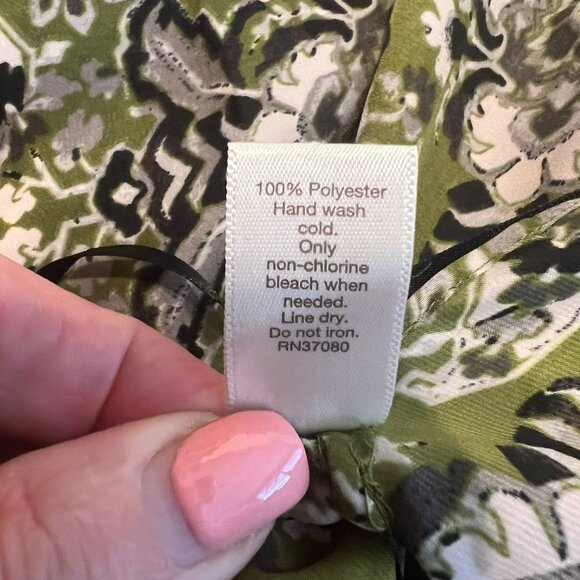 100% Polyester
Hand wash
cold.
Only
non-chlorine
bleach when
needed.
Line dry.
Do not iron.
RN37080